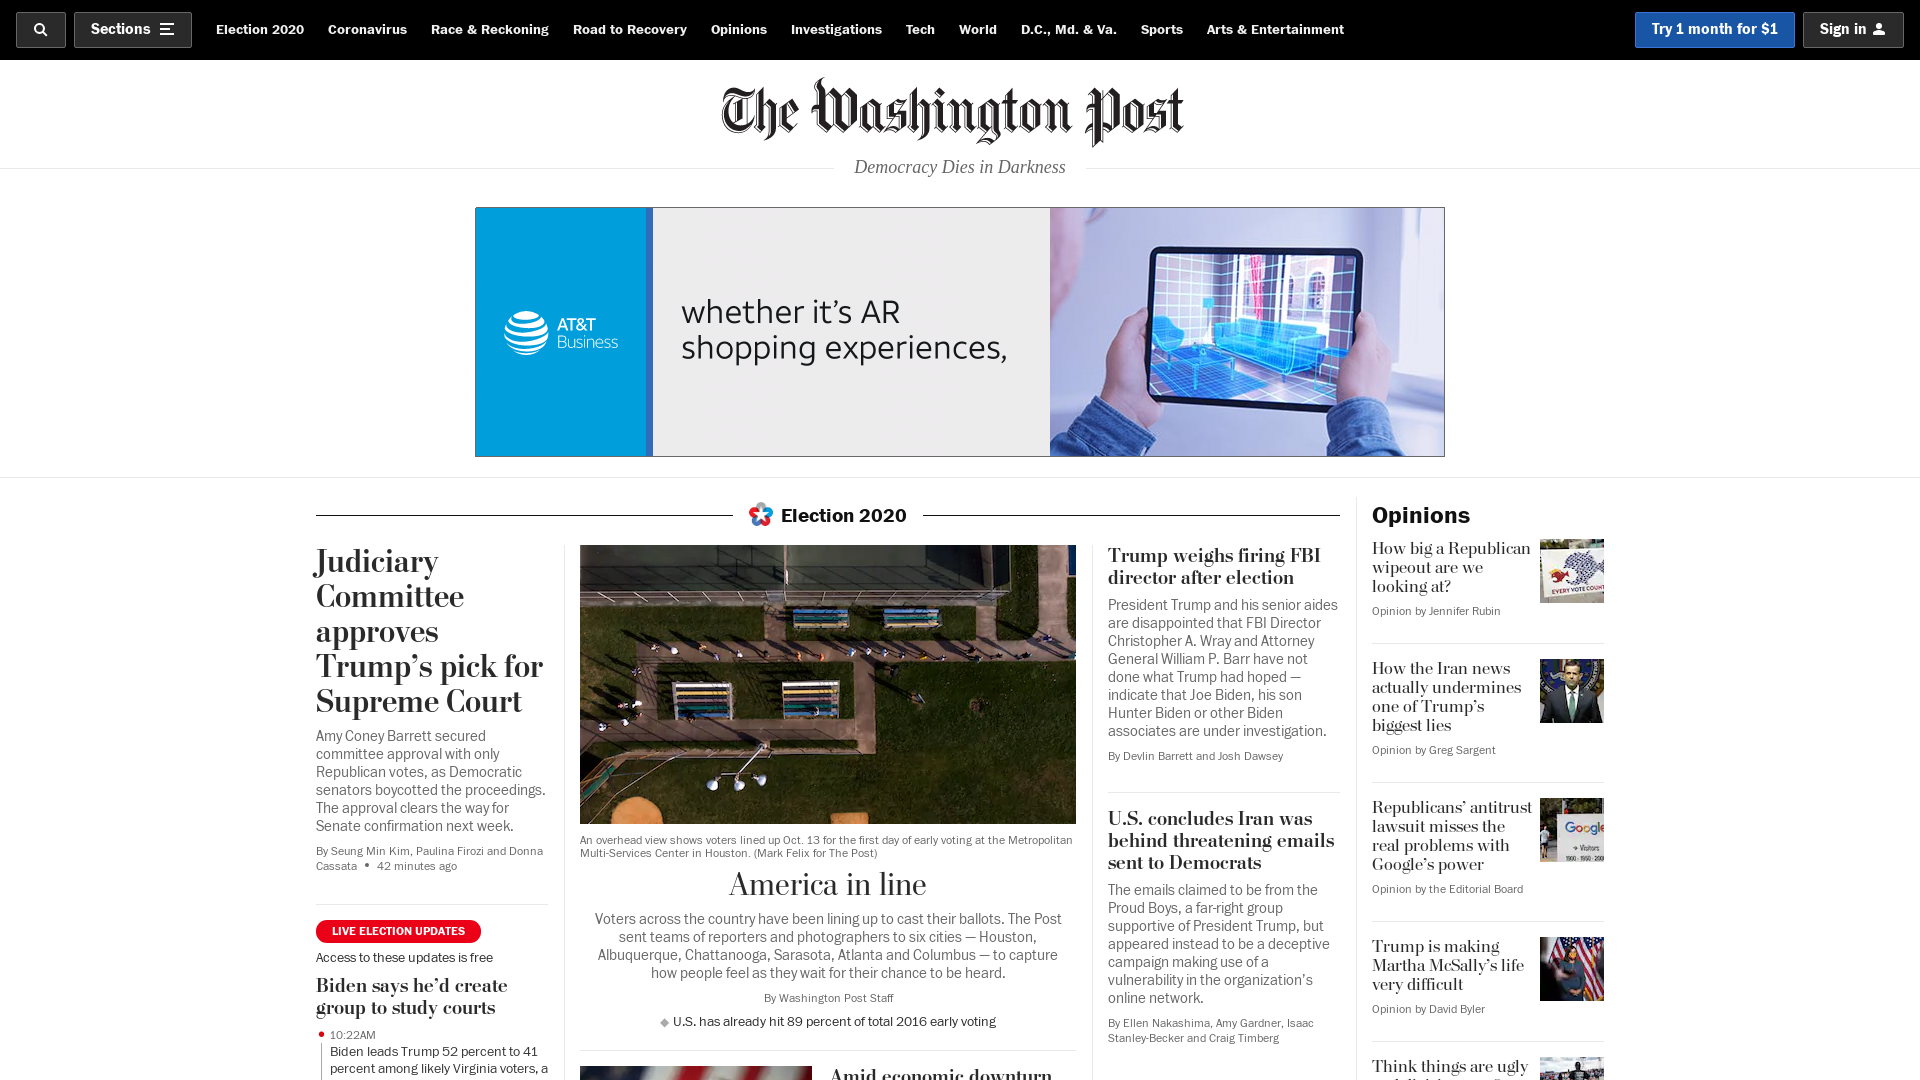 Sections
Election 2020
Coronavirus
Race & Reckoning
Road to Recovery
Opinions
Investigations
Tech
World
D.C., Md. & Va.
Sports
Arts & Entertainment
Try 1 month for $1
Sign in
The Washington Post
Democracy Dies in Darkness
AT&T
Business
whether it's AR
shopping experiences,
Election 2020
Judiciary
Committee
approves
Trump's pick for
Supreme Court
Amy Coney Barrett secured
committee approval with only
Republican votes, as Democratic
senators boycotted the proceedings.
The approval clears the way for
Senate confirmation next week.
By Seung Min Kim, Paulina Firozi and Donna
Cassata • 42 minutes ago
LIVE ELECTION UPDATES
Access to these updates is free
Biden says he'd create
group to study courts
10:22AM
Biden leads Trump 52 percent to 41
percent among likely Virginia voters, a
An overhead view shows voters lined up Oct. 13 for the first day of early voting at the Metropolitan
Multi-Services Center in Houston. (Mark Felix for The Post)
America in line
Voters across the country have been lining up to cast their ballots. The Post
sent teams of reporters and photographers to six cities — Houston,
Albuquerque, Chattanooga, Sarasota, Atlanta and Columbus — to capture
how people feel as they wait for their chance to be heard.
By Washington Post Staff
◆ U.S. has already hit 89 percent of total 2016 early voting
Amid economic downturn
Trump weighs firing FBI
director after election
President Trump and his senior aides
are disappointed that FBI Director
Christopher A. Wray and Attorney
General William P. Barr have not
done what Trump had hoped —
indicate that Joe Biden, his son
Hunter Biden or other Biden
associates are under investigation.
By Devlin Barrett and Josh Dawsey
U.S. concludes Iran was
behind threatening emails
sent to Democrats
The emails claimed to be from the
Proud Boys, a far-right group
supportive of President Trump, but
appeared instead to be a deceptive
campaign making use of a
vulnerability in the organization's
online network.
By Ellen Nakashima, Amy Gardner, Isaac
Stanley-Becker and Craig Timberg
Opinions
How big a Republican
wipeout are we
looking at?
Opinion by Jennifer Rubin
EVERY VOTE COUNT
How the Iran news
actually undermines
one of Trump's
biggest lies
Opinion by Greg Sargent
Republicans' antitrust
lawsuit misses the
real problems with
Google's power
Opinion by the Editorial Board
Google
Visitors
Trump is making
Martha McSally's life
very difficult
Opinion by David Byler
Think things are ugly